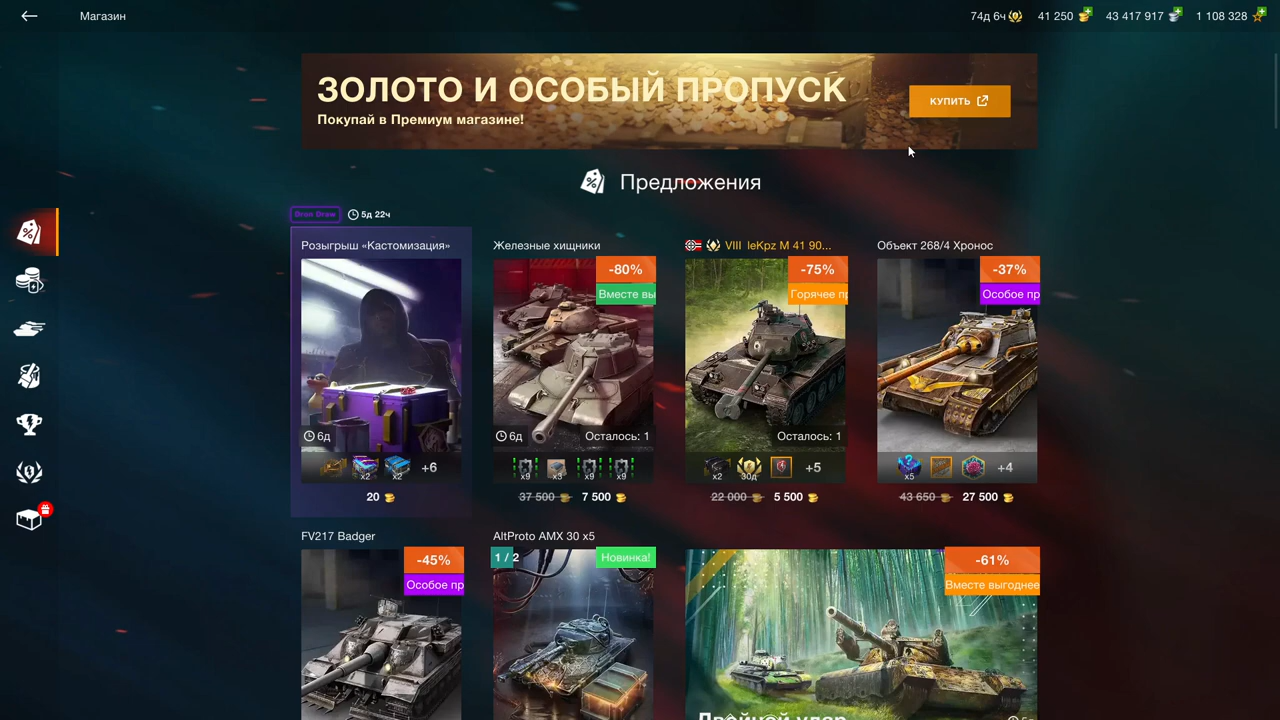 Магазин
74д 6ч
41 250
43 417 917
1 108 328
ЗОЛОТО И ОСОБЫЙ ПРОПУСК
Покупай в Премиум магазине!
КУПИТЬ
Предложения
5д 22ч
Розыгрыш «Кастомизация»
6д
x2
x2
+6
20
Железные хищники
-80%
Вместе вы
6д
Осталось: 1
x9
x3
x9
x9
37 500
7 500
VIII leKpz M 41 90...
-75%
Горячее пр
Осталось: 1
x2
30д
+5
22 000
5 500
Объект 268/4 Хронос
-37%
Особое пр
x5
+4
43 650
27 500
FV217 Badger
-45%
Особое пр
AltProto AMX 30 x5
1 / 2
Новинка!
-61%
Вместе выгоднее
Двойной удар